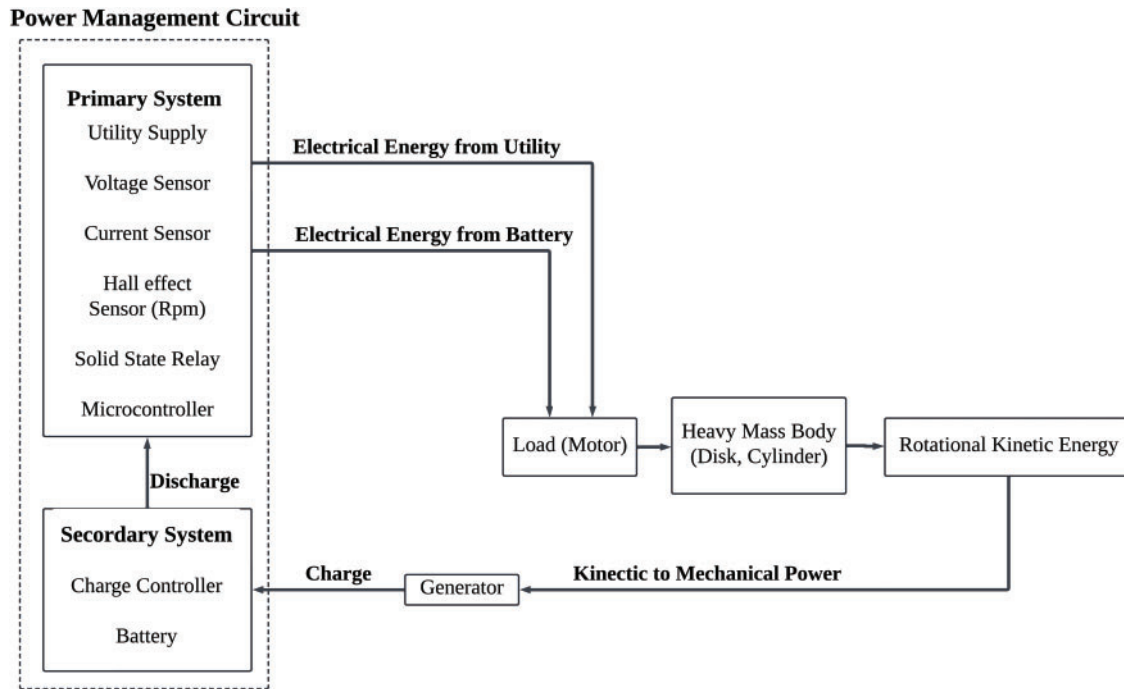 Power Management Circuit
Primary System
Utility Supply
Voltage Sensor
Current Sensor
Hall effect
Sensor (Rpm)
Solid State Relay
Microcontroller
Electrical Energy from Utility
Electrical Energy from Battery
Load (Motor)
Heavy Mass Body
(Disk, Cylinder)
Rotational Kinetic Energy
Discharge
Secordary System
Charge Controller
Battery
Charge
Generator
Kinectic to Mechanical Power